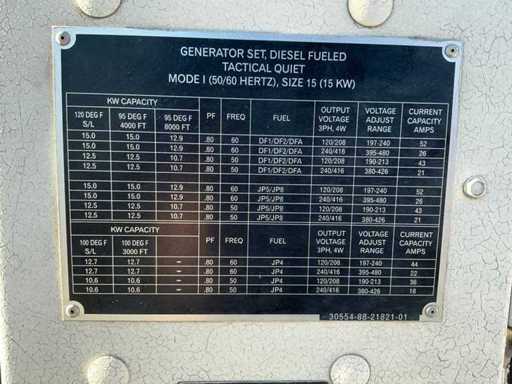 GENERATOR SET, DIESEL FUELED
TACTICAL QUIET
MODE I (50/60 HERTZ), SIZE 15 (15 KW)
KW CAPACITY
120 DEG F S/L 95 DEG F 4000 FT 95 DEG F 8000 FT PF FREQ FUEL OUTPUT VOLTAGE 3PH, 4W VOLTAGE ADJUST RANGE CURRENT CAPACITY AMPS
15.0 15.0 12.9 .80 60 DF1/DF2/DFA 120/208 197-240 52
15.0 15.0 12.9 .80 60 DF1/DF2/DFA 240/416 395-480 26
12.5 12.5 10.7 .80 50 DF1/DF2/DFA 120/208 190-213 43
12.5 12.5 10.7 .80 50 DF1/DF2/DFA 240/416 380-426 21
15.0 15.0 12.9 .80 60 JP5/JP8 120/208 197-240 52
15.0 15.0 12.9 .80 60 JP5/JP8 240/416 395-480 26
12.5 12.5 10.7 .80 50 JP5/JP8 120/208 190-213 43
12.5 12.5 10.7 .80 50 JP5/JP8 240/416 380-426 21
KW CAPACITY
100 DEG F S/L 100 DEG F 3000 FT PF FREQ FUEL OUTPUT VOLTAGE 3PH, 4W VOLTAGE ADJUST RANGE CURRENT CAPACITY AMPS
12.7 12.7 - .80 60 JP4 120/208 197-240 44
12.7 12.7 - .80 60 JP4 240/416 395-480 22
10.6 10.6 - .80 50 JP4 120/208 190-213 36
10.6 10.6 - .80 50 JP4 240/416 380-426 18
30554-88-21821-01